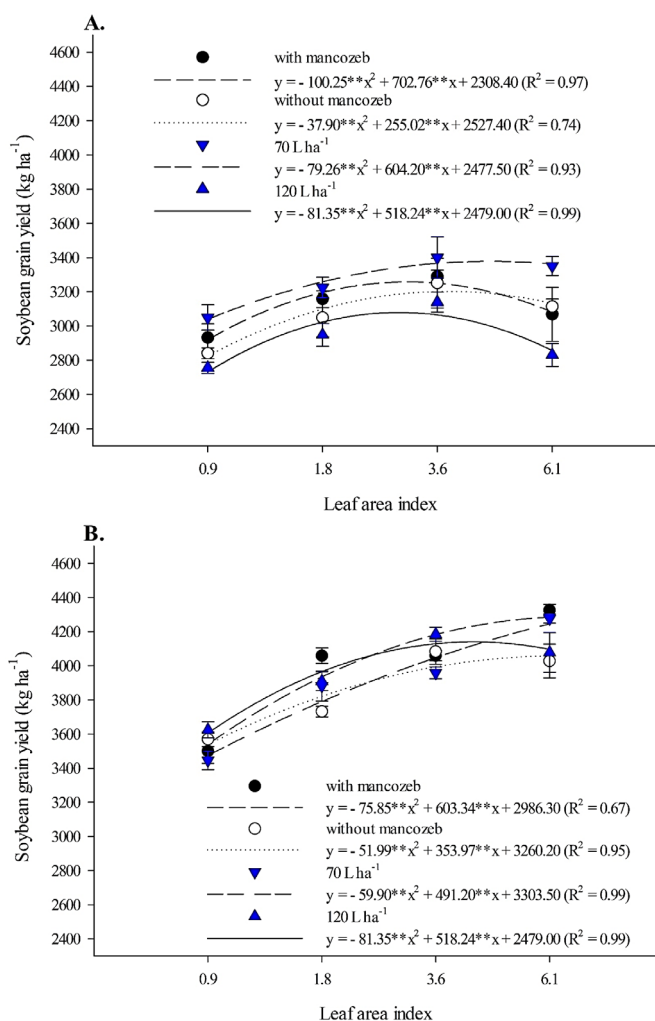 A.
4600
4400
4200
4000
3800
3600
3400
3200
3000
2800
2600
2400
Soybean grain yield (kg ha⁻¹)
with mancozeb
y = - 100.25**x² + 702.76**x + 2308.40 (R² = 0.97)
without mancozeb
y = - 37.90**x² + 255.02**x + 2527.40 (R² = 0.74)
70 L ha⁻¹
y = - 79.26**x² + 604.20**x + 2477.50 (R² = 0.93)
120 L ha⁻¹
y = - 81.35**x² + 518.24**x + 2479.00 (R² = 0.99)
0.9 1.8 3.6 6.1
Leaf area index
B.
4600
4400
4200
4000
3800
3600
3400
3200
3000
2800
2600
2400
Soybean grain yield (kg ha⁻¹)
with mancozeb
y = - 75.85**x² + 603.34**x + 2986.30 (R² = 0.67)
without mancozeb
y = - 51.99**x² + 353.97**x + 3260.20 (R² = 0.95)
70 L ha⁻¹
y = - 59.90**x² + 491.20**x + 3303.50 (R² = 0.99)
120 L ha⁻¹
y = - 81.35**x² + 518.24**x + 2479.00 (R² = 0.99)
0.9 1.8 3.6 6.1
Leaf area index